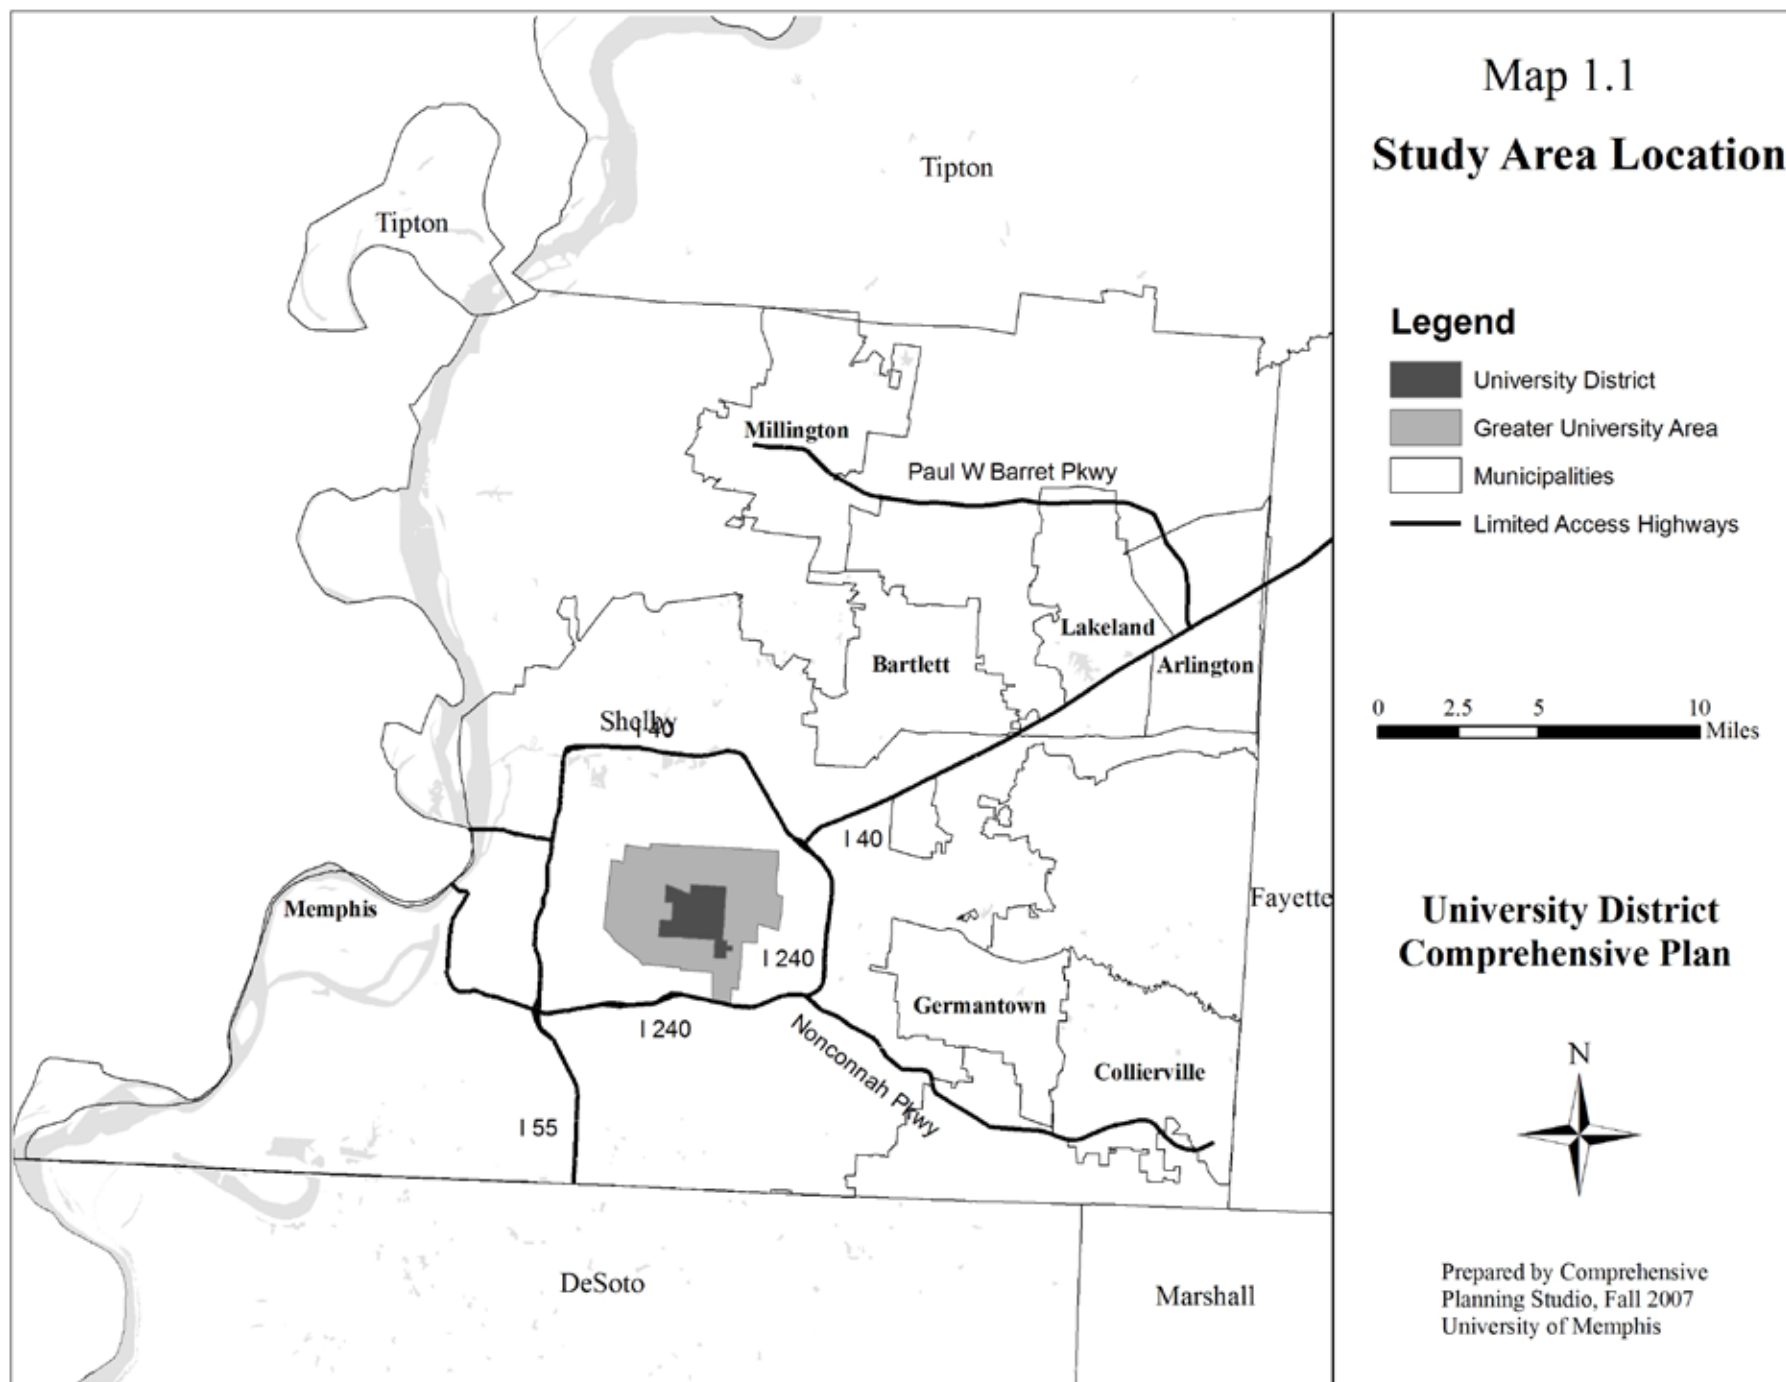 Map 1.1
Study Area Location
Tipton
Tipton
Legend
University District
Greater University Area
Municipalities
Limited Access Highways
Millington
Paul W Barret Pkwy
Lakeland
Bartlett
Arlington
Shelby
I 40
0 2.5 5 10
Miles
I 40
Fayette
Memphis
University District
Comprehensive Plan
I 240
Germantown
I 240
Nonconnah Pkwy
Collierville
N
I 55
DeSoto
Marshall
Prepared by Comprehensive
Planning Studio, Fall 2007
University of Memphis